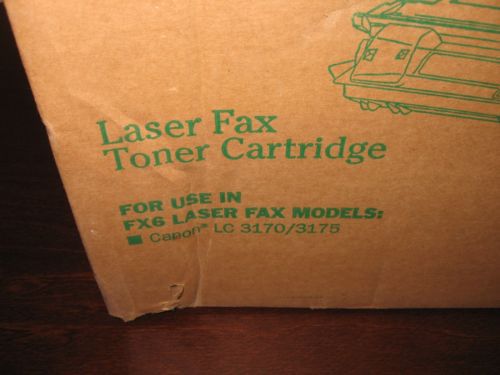 Laser Fax
Toner Cartridge
FOR USE IN
FX6 LASER FAX MODELS:
Canon® LC 3170/3175